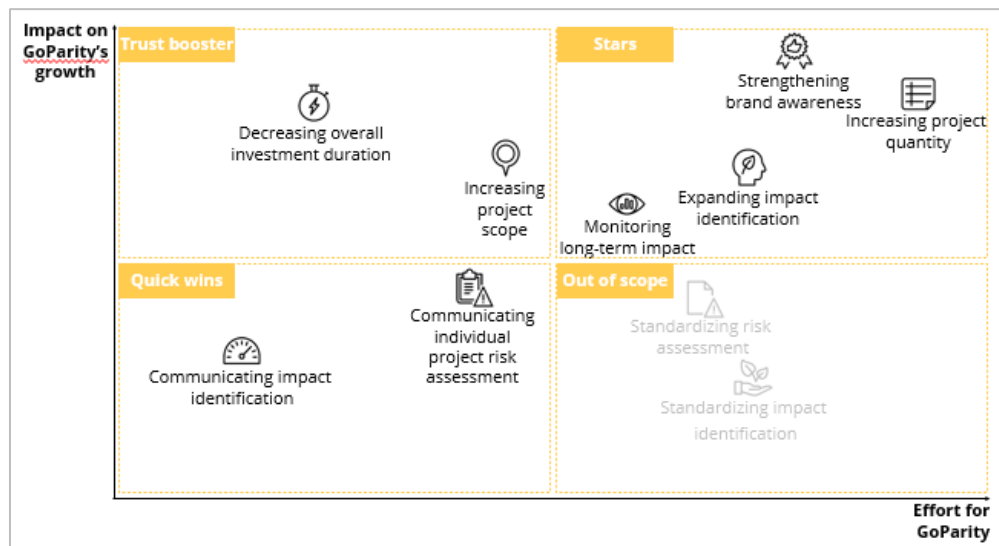 Impact on
GoParity's
growth
Trust booster
Decreasing overall
investment duration
Increasing
project
scope
Stars
Strengthening
brand awareness
Increasing project
quantity
Expanding impact
identification
Monitoring
long-term impact
Quick wins
Communicating impact
identification
Communicating
individual
project risk
assessment
Out of scope
Standardizing risk
assessment
Standardizing impact
identification
Effort for
GoParity